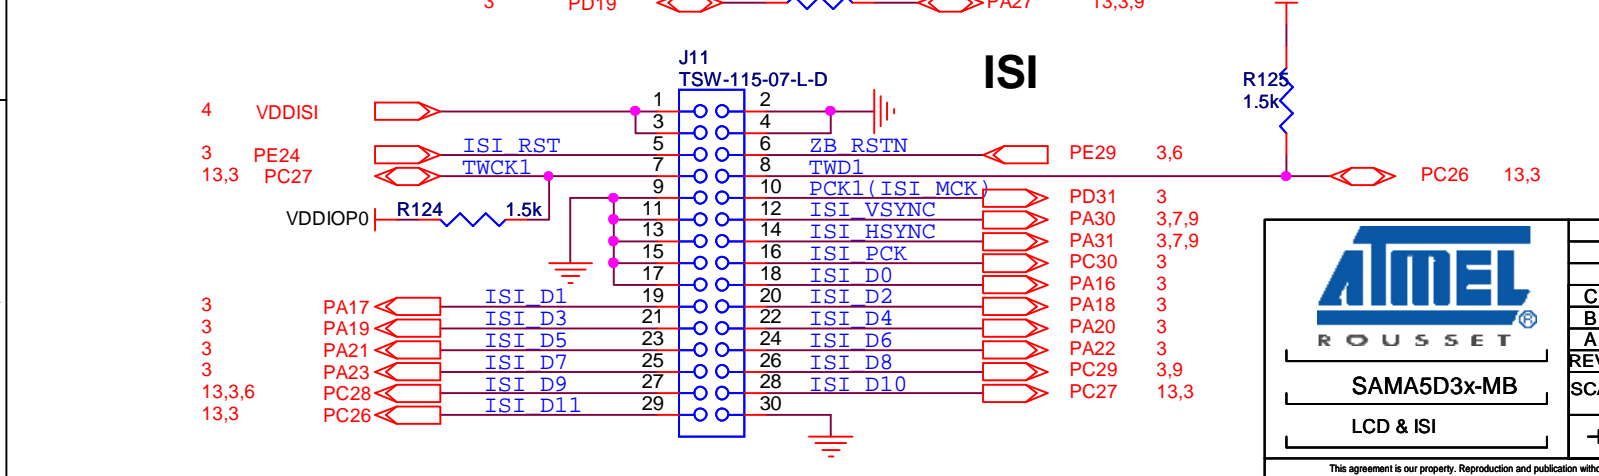 3 PD19 PA27 13,3,9
J11
TSW-115-07-L-D
ISI
R125
1.5k
4 VDDISI 1 2
3 4
3 PE24 ISI_RST 5 6 ZB_RSTN PE29 3,6
13,3 PC27 TWCK1 7 8 TWD1 PC26 13,3
9 10 PCK1(ISI_MCK) PD31 3
VDDIOP0 R124 1.5k 11 12 ISI_VSYNC PA30 3,7,9
13 14 ISI_HSYNC PA31 3,7,9
15 16 ISI_PCK PC30 3
17 18 ISI_D0 PA16 3
3 PA17 ISI_D1 19 20 ISI_D2 PA18 3
3 PA19 ISI_D3 21 22 ISI_D4 PA20 3
3 PA21 ISI_D5 23 24 ISI_D6 PA22 3
3 PA23 ISI_D7 25 26 ISI_D8 PC29 3,9
13,3,6 PC28 ISI_D9 27 28 ISI_D10 PC27 13,3
13,3 PC26 ISI_D11 29 30
ATMEL ®
ROUSSET
SAMA5D3x-MB
LCD & ISI
C
B
A
REV
SCA
This agreement is our property. Reproduction and publication witho